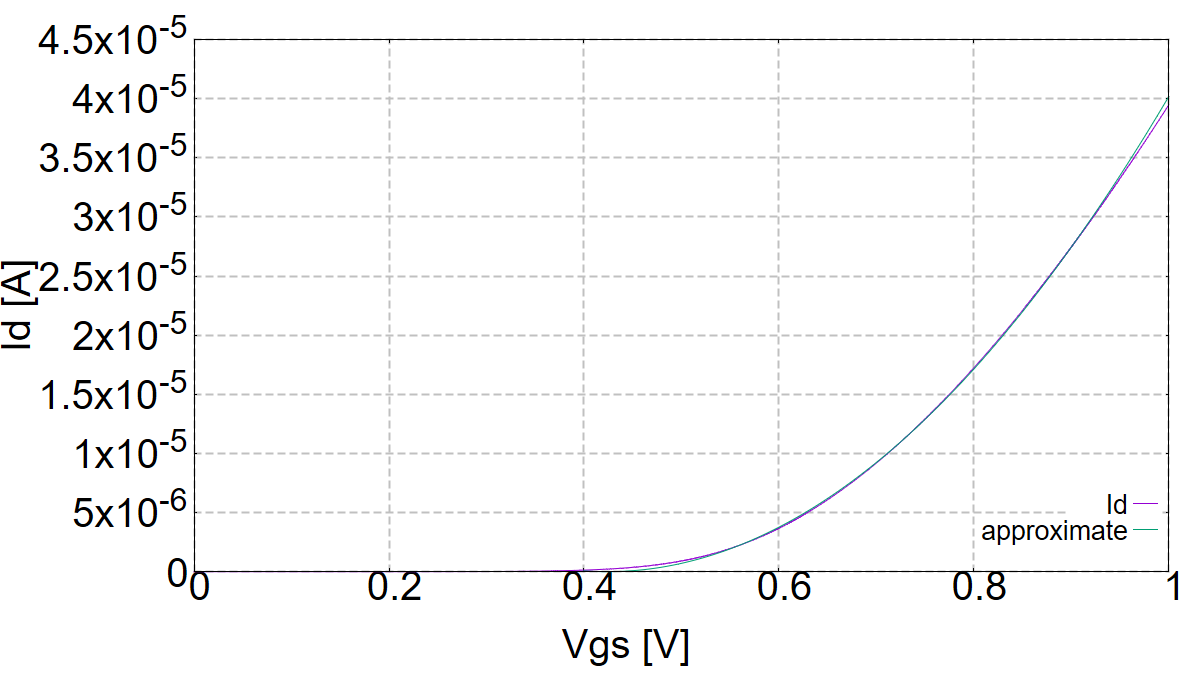 4.5x10^-5
4x10^-5
3.5x10^-5
3x10^-5
2.5x10^-5
2x10^-5
1.5x10^-5
1x10^-5
5x10^-6
0
Id [A]
Id
approximate
0 0.2 0.4 0.6 0.8 1
Vgs [V]